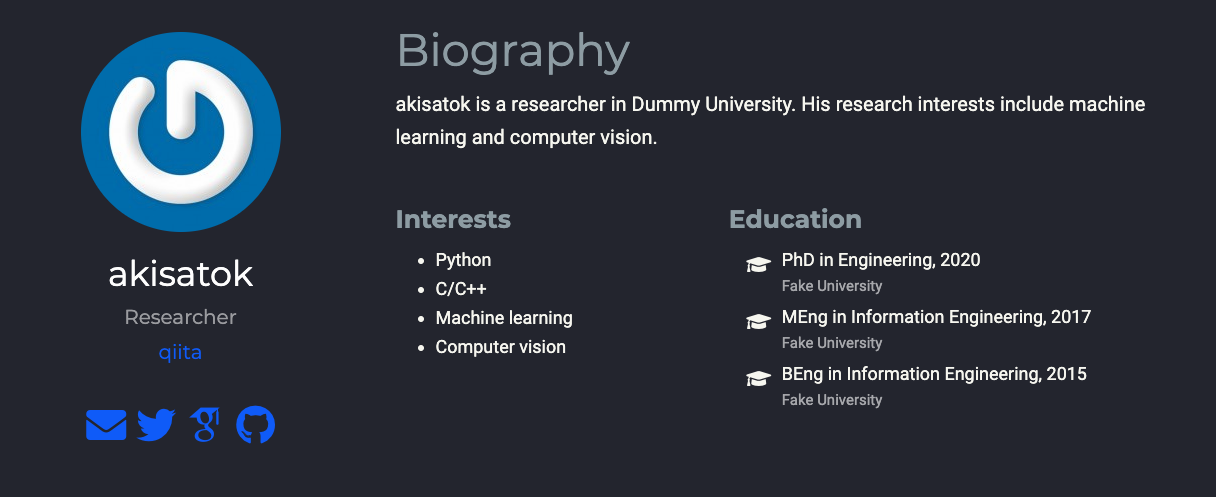 akisatok
Researcher
qiita
Biography
akisatok is a researcher in Dummy University. His research interests include machine
learning and computer vision.
Interests
Python
C/C++
Machine learning
Computer vision
Education
PhD in Engineering, 2020
Fake University
MEng in Information Engineering, 2017
Fake University
BEng in Information Engineering, 2015
Fake University